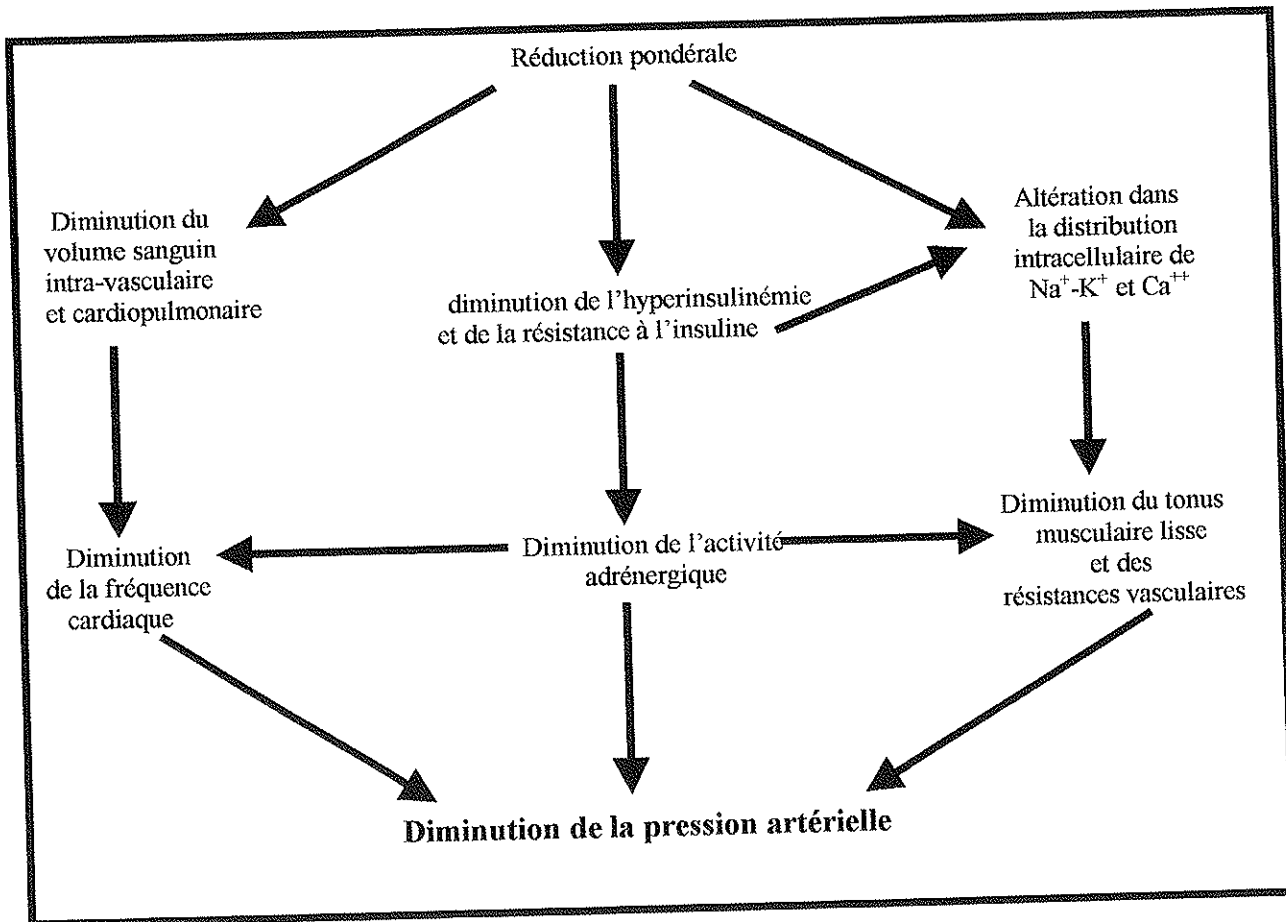 Réduction pondérale
Diminution du
volume sanguin
intra-vasculaire
et cardiopulmonaire
diminution de l'hyperinsulinémie
et de la résistance à l'insuline
Altération dans
la distribution
intracellulaire de
Na⁺-K⁺ et Ca⁺⁺
Diminution
de la fréquence
cardiaque
Diminution de l'activité
adrénergique
Diminution du tonus
musculaire lisse
et des
résistances vasculaires
Diminution de la pression artérielle